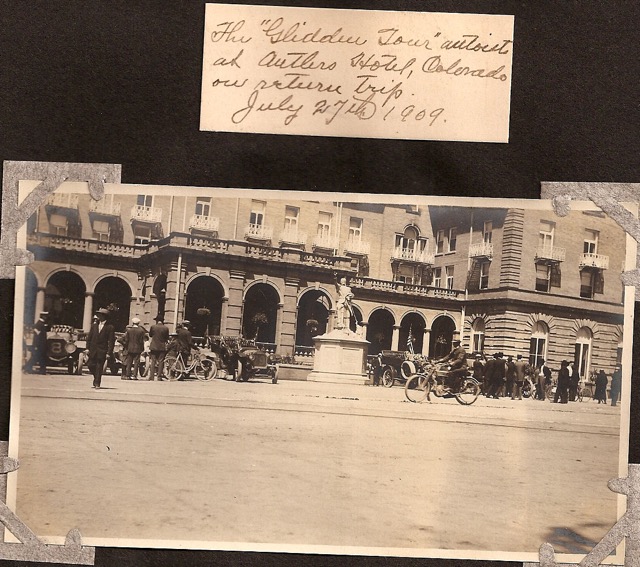 The "Glidden Tour" autoist
at Antlers Hotel, Colorado
on return trip.
July 27th 1909.